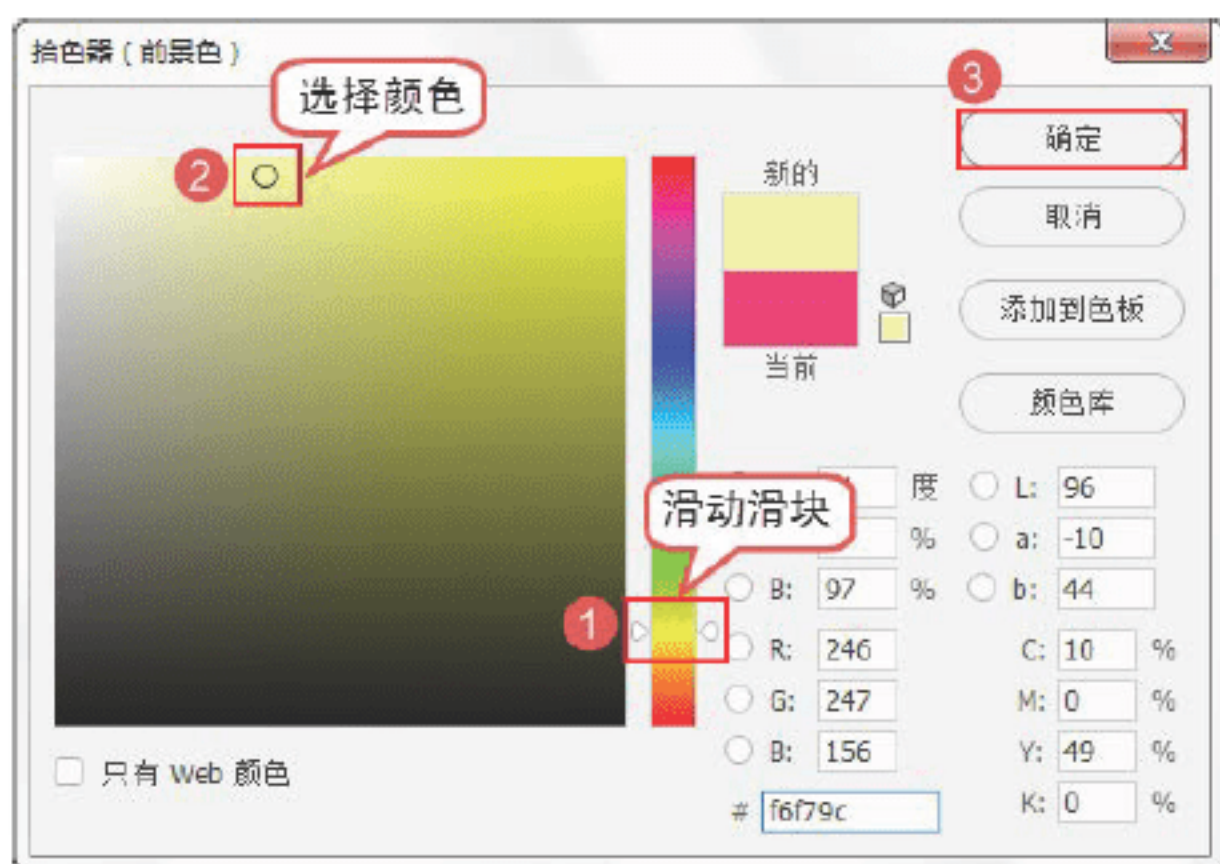 拾色器 ( 前景色 )
选择颜色
3
确定
2
新的
取消
添加到色板
当前
颜色库
滑动滑块
度
L: 96
%
a: -10
B: 97 %
b: 44
1
R: 246
C: 10 %
G: 247
M: 0 %
B: 156
Y: 49 %
只有 Web 颜色
# f6f79c
K: 0 %